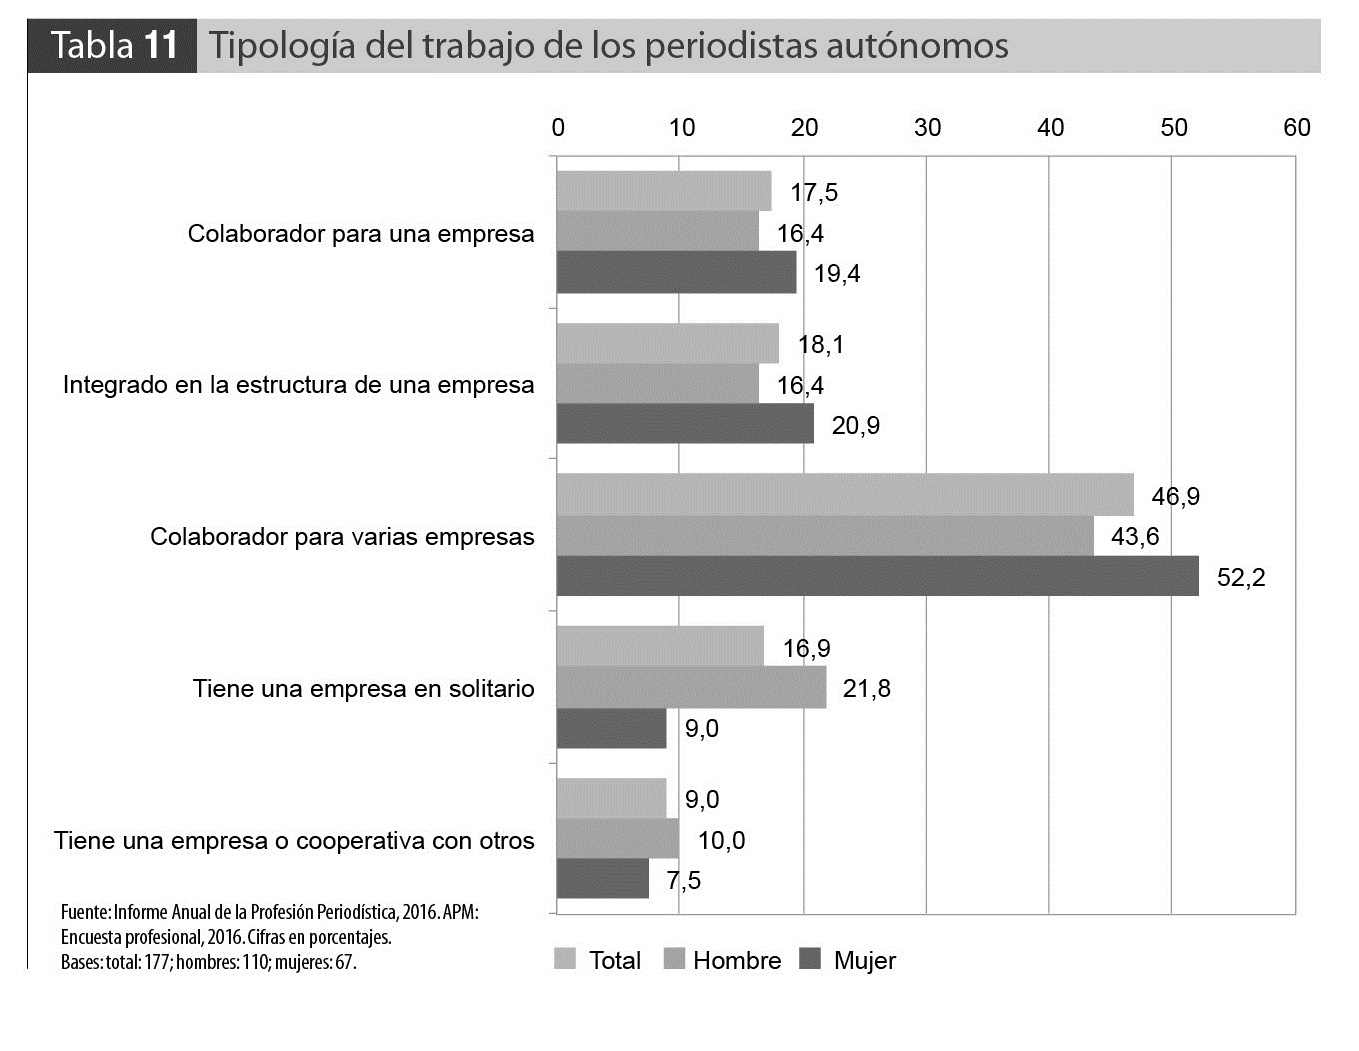 Tabla 11 Tipología del trabajo de los periodistas autónomos
0 10 20 30 40 50 60
Colaborador para una empresa
17,5
16,4
19,4
Integrado en la estructura de una empresa
18,1
16,4
20,9
Colaborador para varias empresas
46,9
43,6
52,2
Tiene una empresa en solitario
16,9
21,8
9,0
Tiene una empresa o cooperativa con otros
9,0
10,0
7,5
Fuente: Informe Anual de la Profesión Periodística, 2016. APM:
Encuesta profesional, 2016. Cifras en porcentajes.
Bases: total: 177; hombres: 110; mujeres: 67.
Total Hombre Mujer